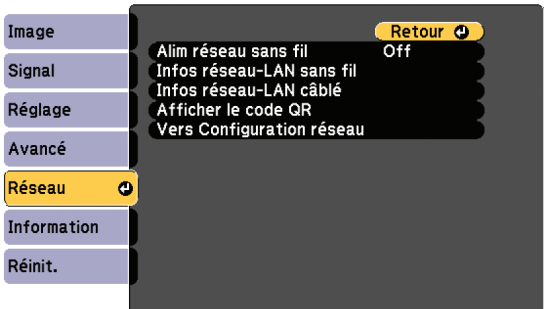 Image
Signal
Réglage
Avancé
Réseau
Information
Réinit.
Retour
Alim réseau sans fil Off
Infos réseau-LAN sans fil
Infos réseau-LAN câblé
Afficher le code QR
Vers Configuration réseau